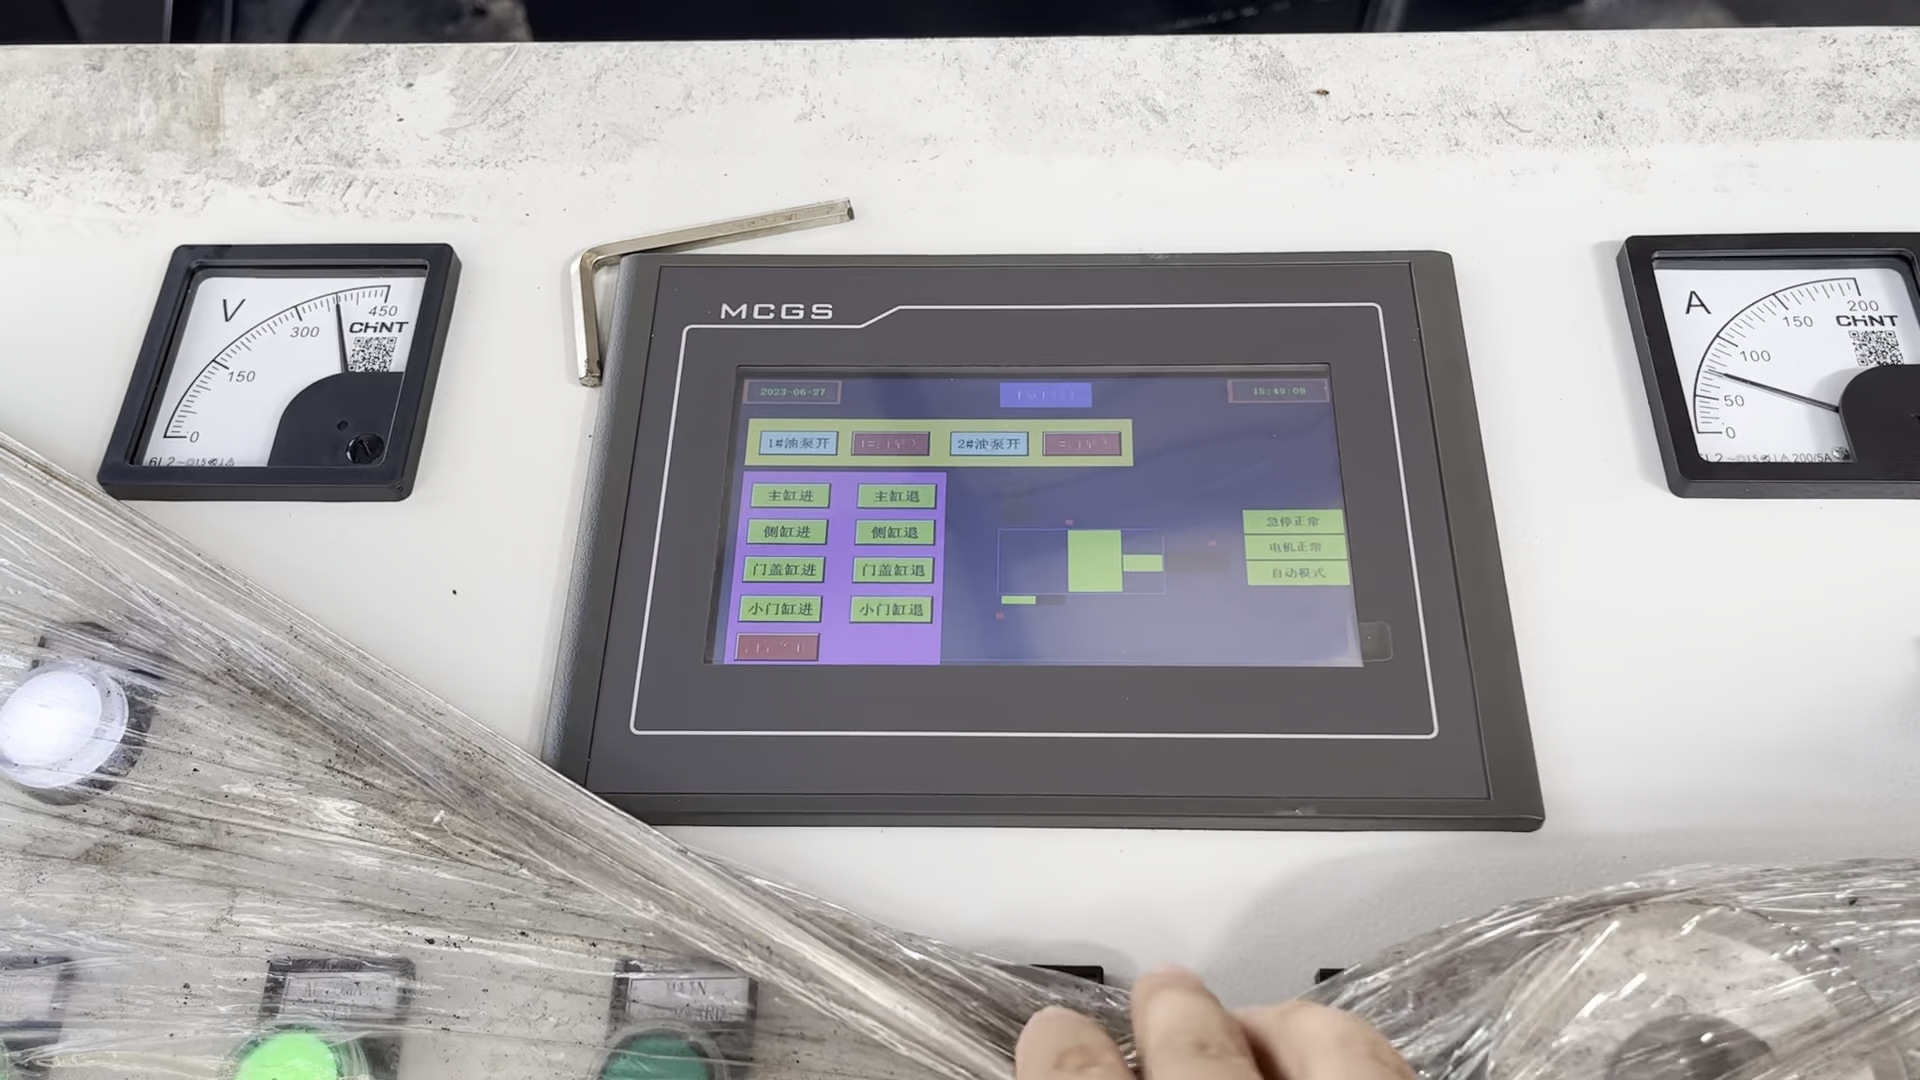 V
450
300
150
0
CHNT
MCGS
2023-06-27
15:49:09
1#油泵开
2#油泵开
主缸进
主缸退
侧缸进
侧缸退
门盖缸进
门盖缸退
小门缸进
小门缸退
急停正常
电机正常
自动模式
A
200
150
100
50
0
CHNT
200/5A
MAIN